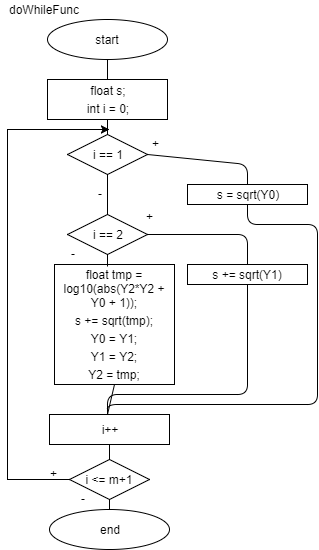 doWhileFunc
start
float s;
int i = 0;
i == 1
+
-
s = sqrt(Y0)
i == 2
+
-
float tmp =
log10(abs(Y2*Y2 +
Y0 + 1));
s += sqrt(tmp);
Y0 = Y1;
Y1 = Y2;
Y2 = tmp;
s += sqrt(Y1)
i++
i <= m+1
+
-
end